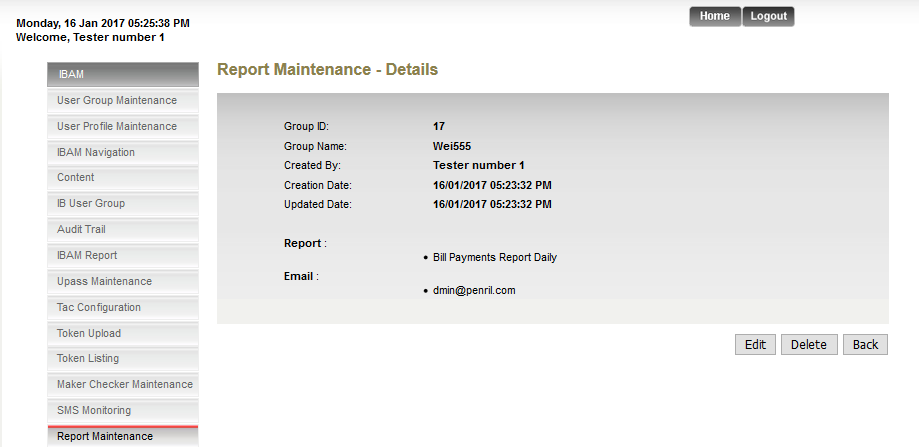 Monday, 16 Jan 2017 05:25:38 PM
Welcome, Tester number 1
Home
Logout
IBAM
User Group Maintenance
User Profile Maintenance
IBAM Navigation
Content
IB User Group
Audit Trail
IBAM Report
Upass Maintenance
Tac Configuration
Token Upload
Token Listing
Maker Checker Maintenance
SMS Monitoring
Report Maintenance
Report Maintenance - Details
Group ID: 17
Group Name: Wei555
Created By: Tester number 1
Creation Date: 16/01/2017 05:23:32 PM
Updated Date: 16/01/2017 05:23:32 PM
Report :
• Bill Payments Report Daily
Email :
• dmin@penril.com
Edit
Delete
Back